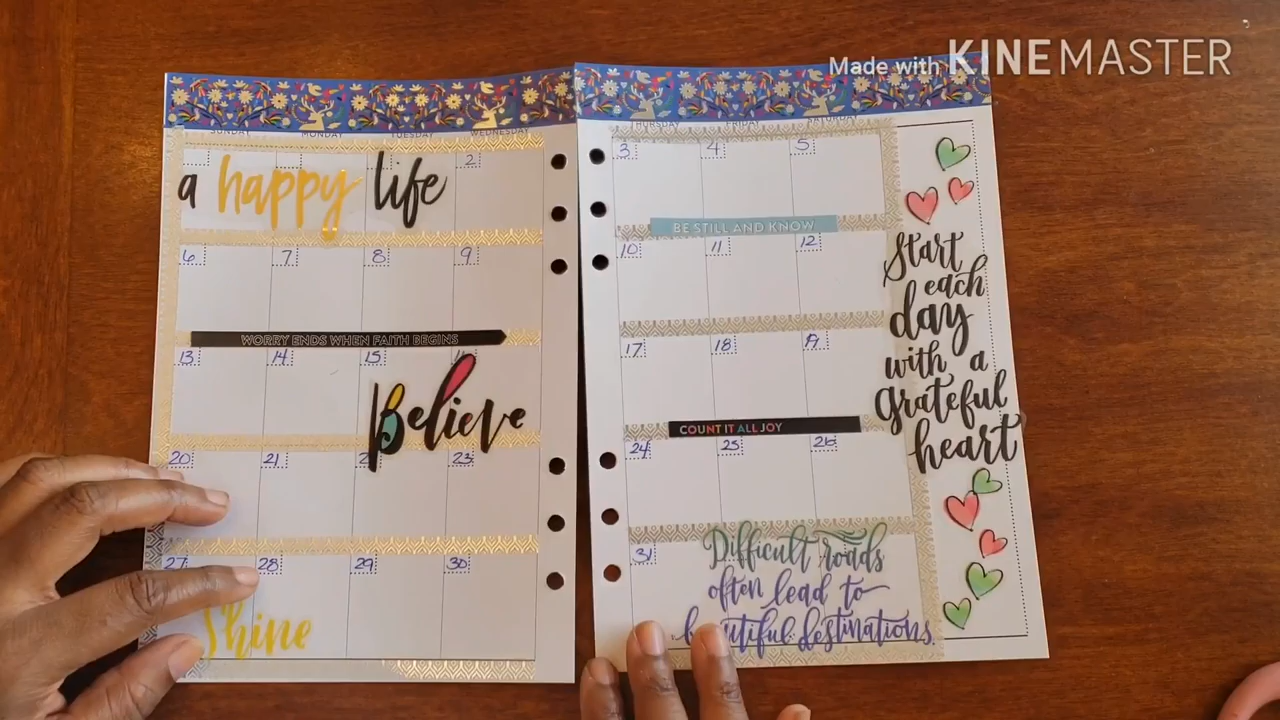 Made with KINEMASTER
SUNDAY MONDAY TUESDAY WEDNESDAY
2
a happy life
6 7 8 9
WORRY ENDS WHEN FAITH BEGINS
13 14 15
Believe
20 21 23
27 28 29 30
Shine
THURSDAY FRIDAY SATURDAY
3 4 5
BE STILL AND KNOW
10 11 12
17 18 19
COUNT IT ALL JOY
24 25 26
31
Difficult roads
often lead to
beautiful destinations.
Start
each
day
with a
grateful
heart